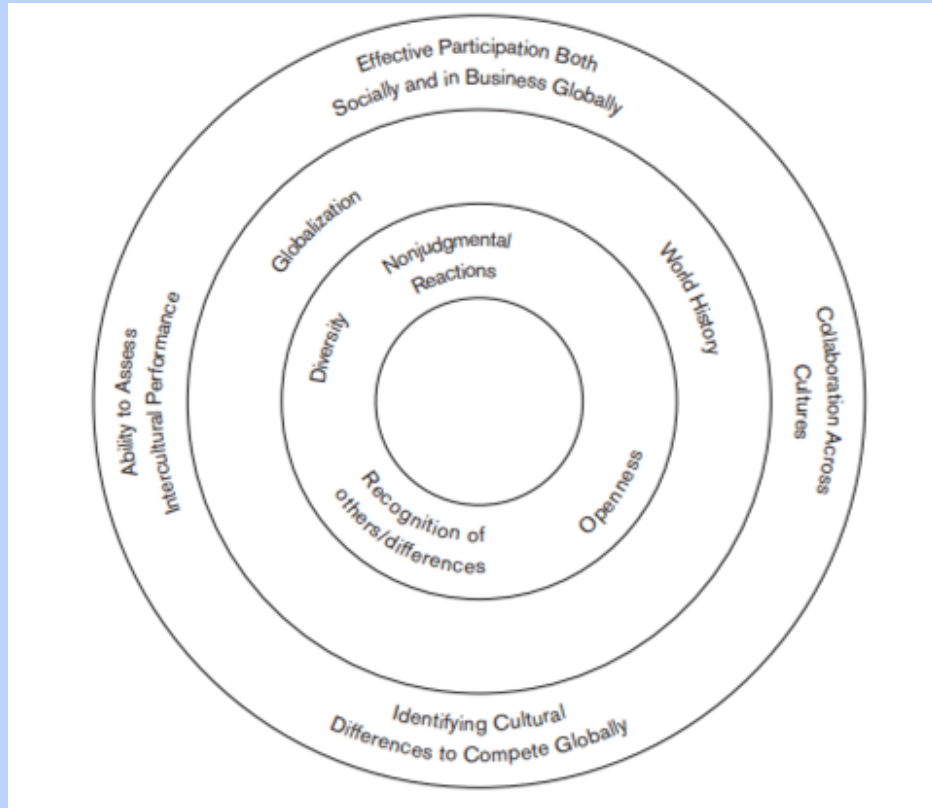 Effective Participation Both
Socially and in Business Globally
Globalization
World History
Nonjudgmental
Reactions
Diversity
Ability to Assess
Intercultural Performance
Collaboration Across
Cultures
Recognition of
others/differences
Openness
Identifying Cultural
Differences to Compete Globally